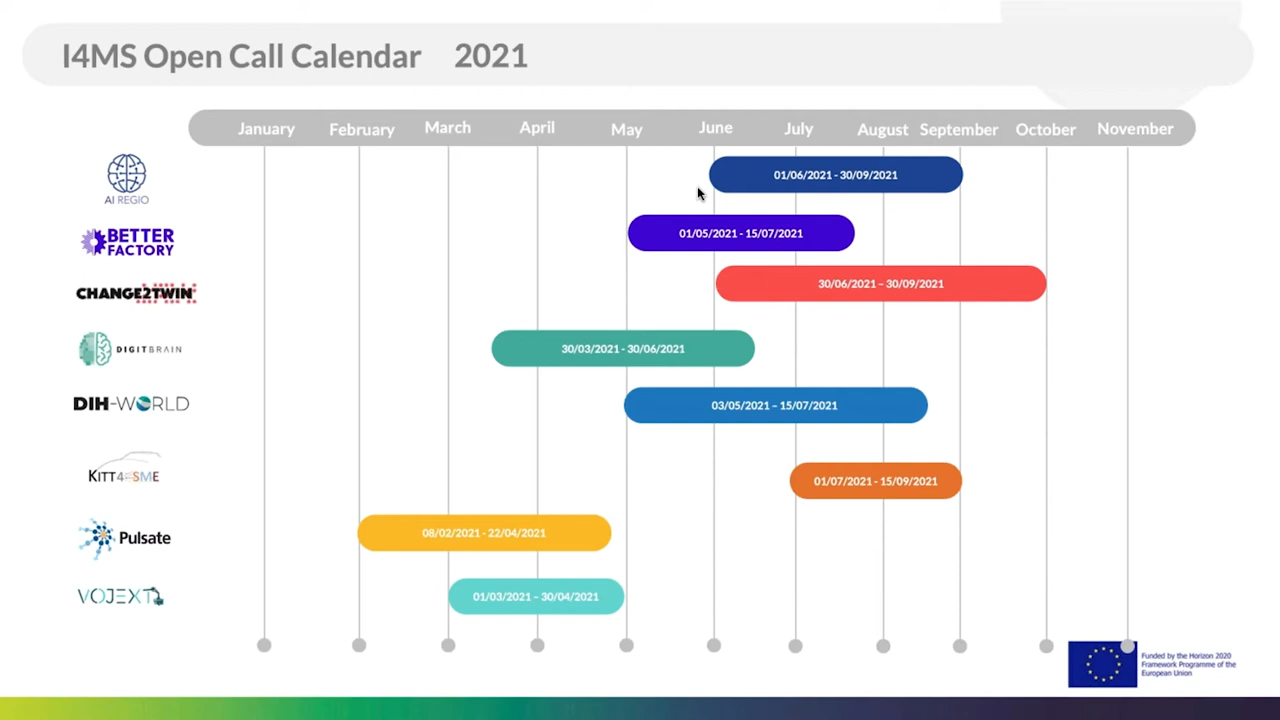 I4MS Open Call Calendar 2021
January February March April May June July August September October November
AI REGIO
01/06/2021 - 30/09/2021
BETTER
FACTORY
01/05/2021 - 15/07/2021
CHANGE2TWIN
30/06/2021 – 30/09/2021
DIGITBRAIN
30/03/2021 - 30/06/2021
DIH-WORLD
03/05/2021 – 15/07/2021
KITT4SME
01/07/2021 - 15/09/2021
Pulsate
08/02/2021 - 22/04/2021
VOJEXT
01/03/2021 – 30/04/2021
Funded by the Horizon 2020
Framework Programme of the
European Union